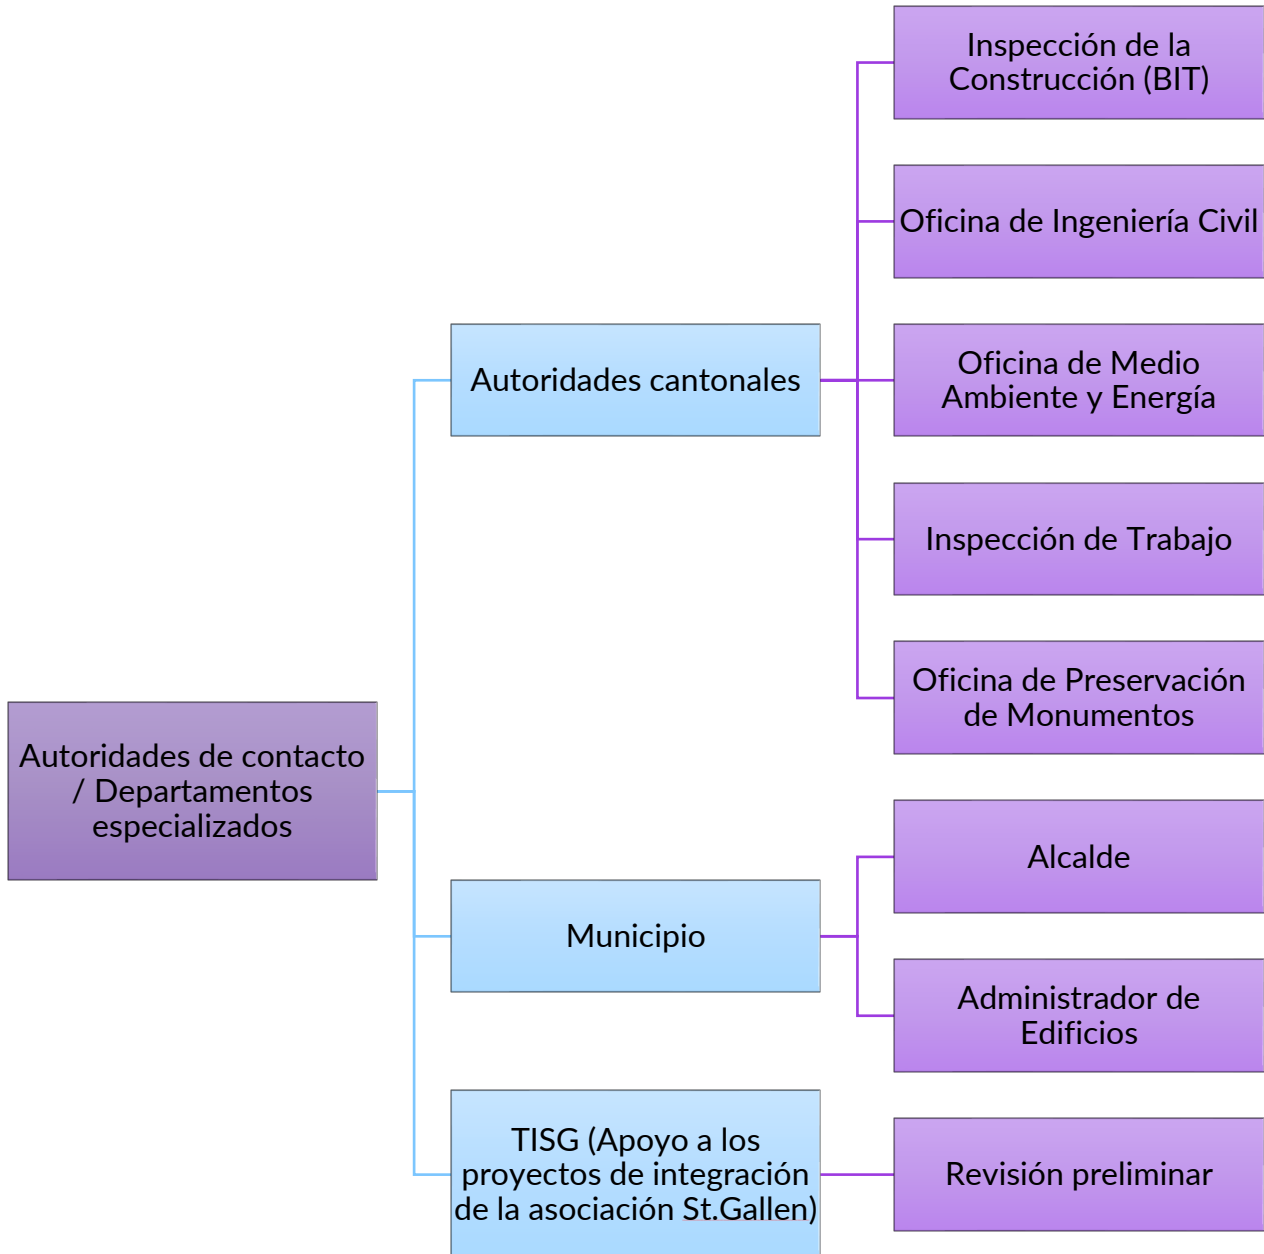 Inspección de la
Construcción (BIT)
Oficina de Ingeniería Civil
Autoridades cantonales
Oficina de Medio
Ambiente y Energía
Inspección de Trabajo
Oficina de Preservación
de Monumentos
Autoridades de contacto
/ Departamentos
especializados
Alcalde
Municipio
Administrador de
Edificios
TISG (Apoyo a los
proyectos de integración
de la asociación St.Gallen)
Revisión preliminar